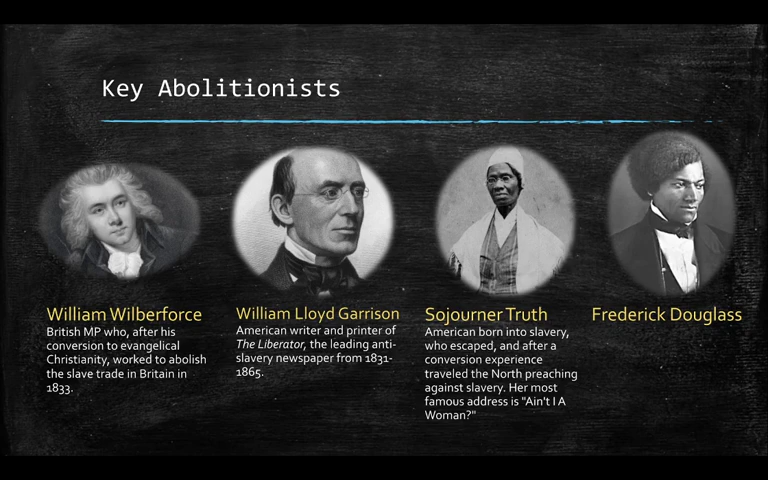 Key Abolitionists
William Wilberforce
British MP who, after his
conversion to evangelical
Christianity, worked to abolish
the slave trade in Britain in
1833.
William Lloyd Garrison
American writer and printer of
The Liberator, the leading anti-
slavery newspaper from 1831-
1865.
Sojourner Truth
American born into slavery,
who escaped, and after a
conversion experience
traveled the North preaching
against slavery. Her most
famous address is "Ain't I A
Woman?"
Frederick Douglass